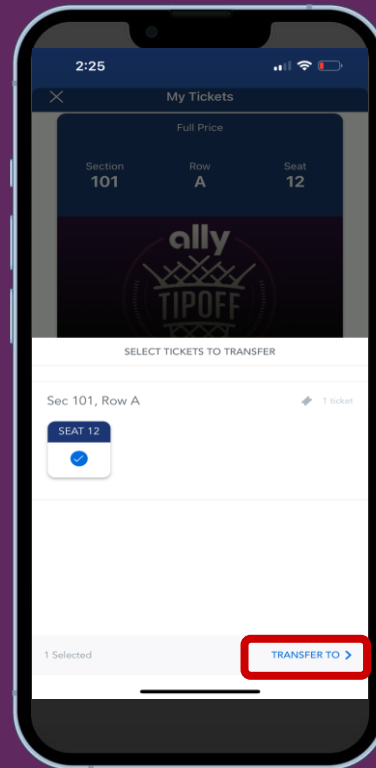 2:25
My Tickets
Full Price
Section Row Seat
101 A 12
ally
TIPOFF
SELECT TICKETS TO TRANSFER
Sec 101, Row A 1 ticket
SEAT 12
1 Selected TRANSFER TO